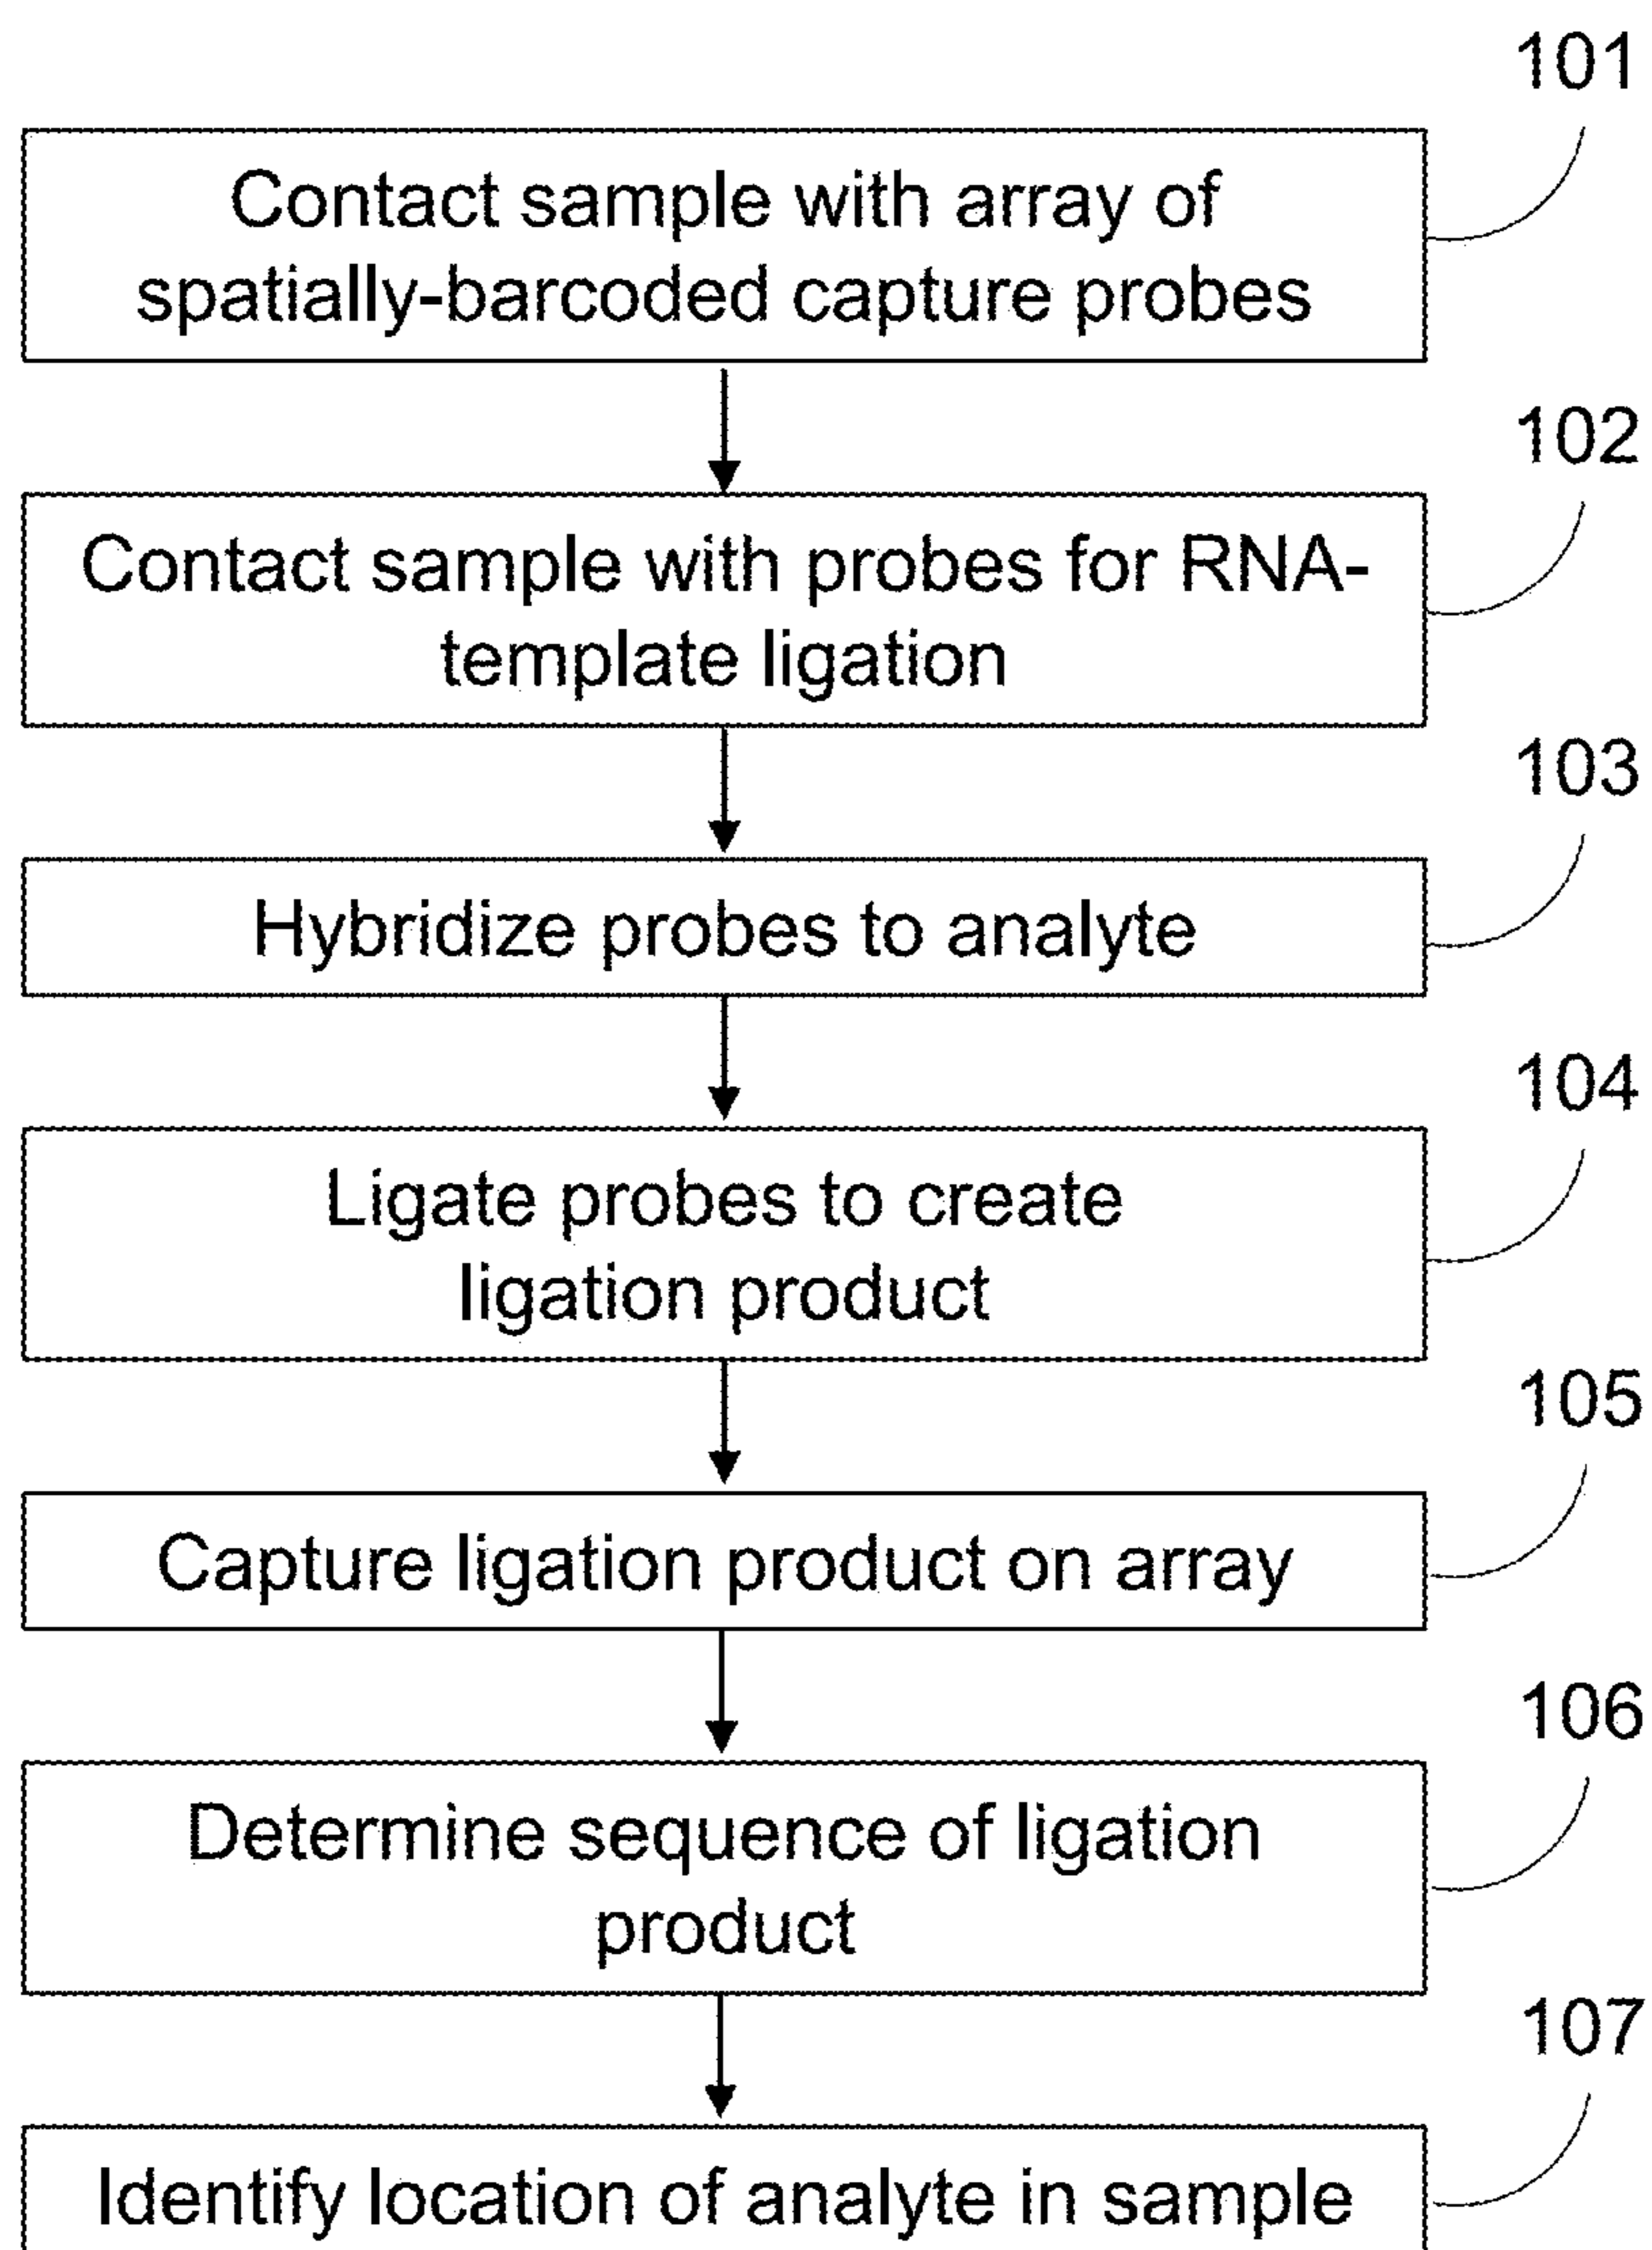 101
Contact sample with array of
spatially-barcoded capture probes
102
Contact sample with probes for RNA-
template ligation
103
Hybridize probes to analyte
104
Ligate probes to create
ligation product
105
Capture ligation product on array
106
Determine sequence of ligation
product
107
Identify location of analyte in sample